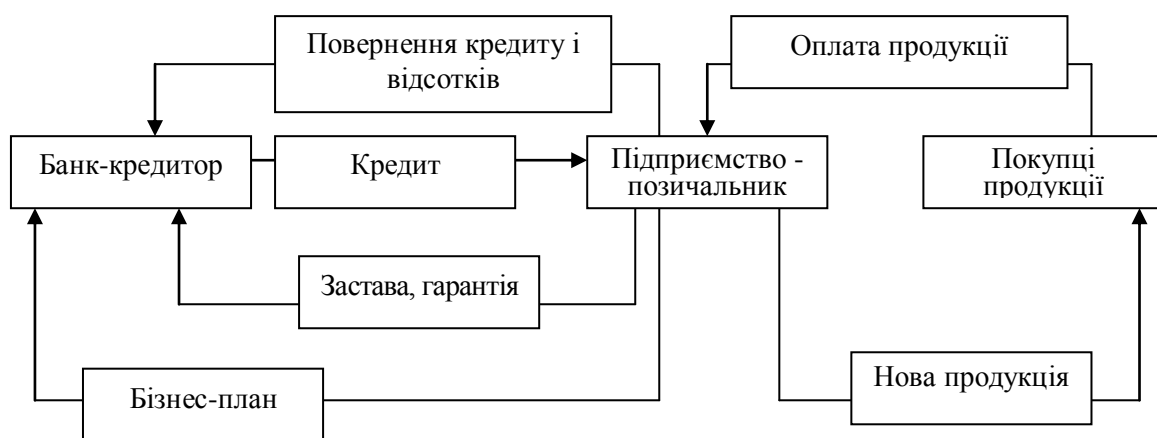 Повернення кредиту і
відсотків
Оплата продукції
Банк-кредитор
Кредит
Підприємство -
позичальник
Покупці
продукції
Застава, гарантія
Нова продукція
Бізнес-план